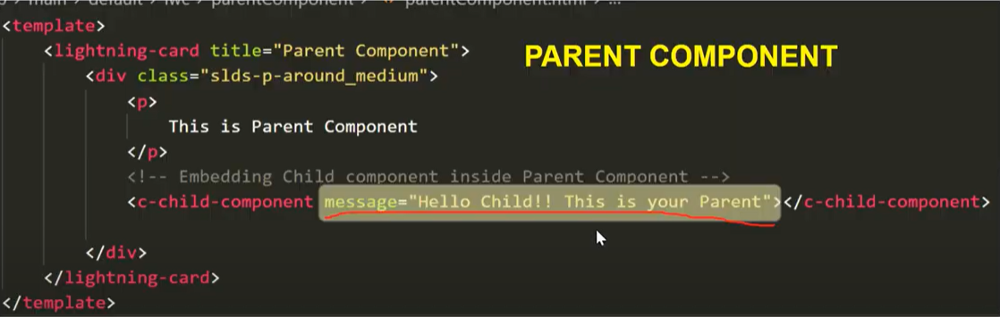 main > default > lwc > parentComponent > <> parentComponent.html > ...
<template>
<lightning-card title="Parent Component">
PARENT COMPONENT
<div class="slds-p-around_medium">
<p>
This is Parent Component
</p>
<!-- Embedding Child component inside Parent Component -->
<c-child-component message="Hello Child!! This is your Parent"></c-child-component>
</div>
</lightning-card>
</template>